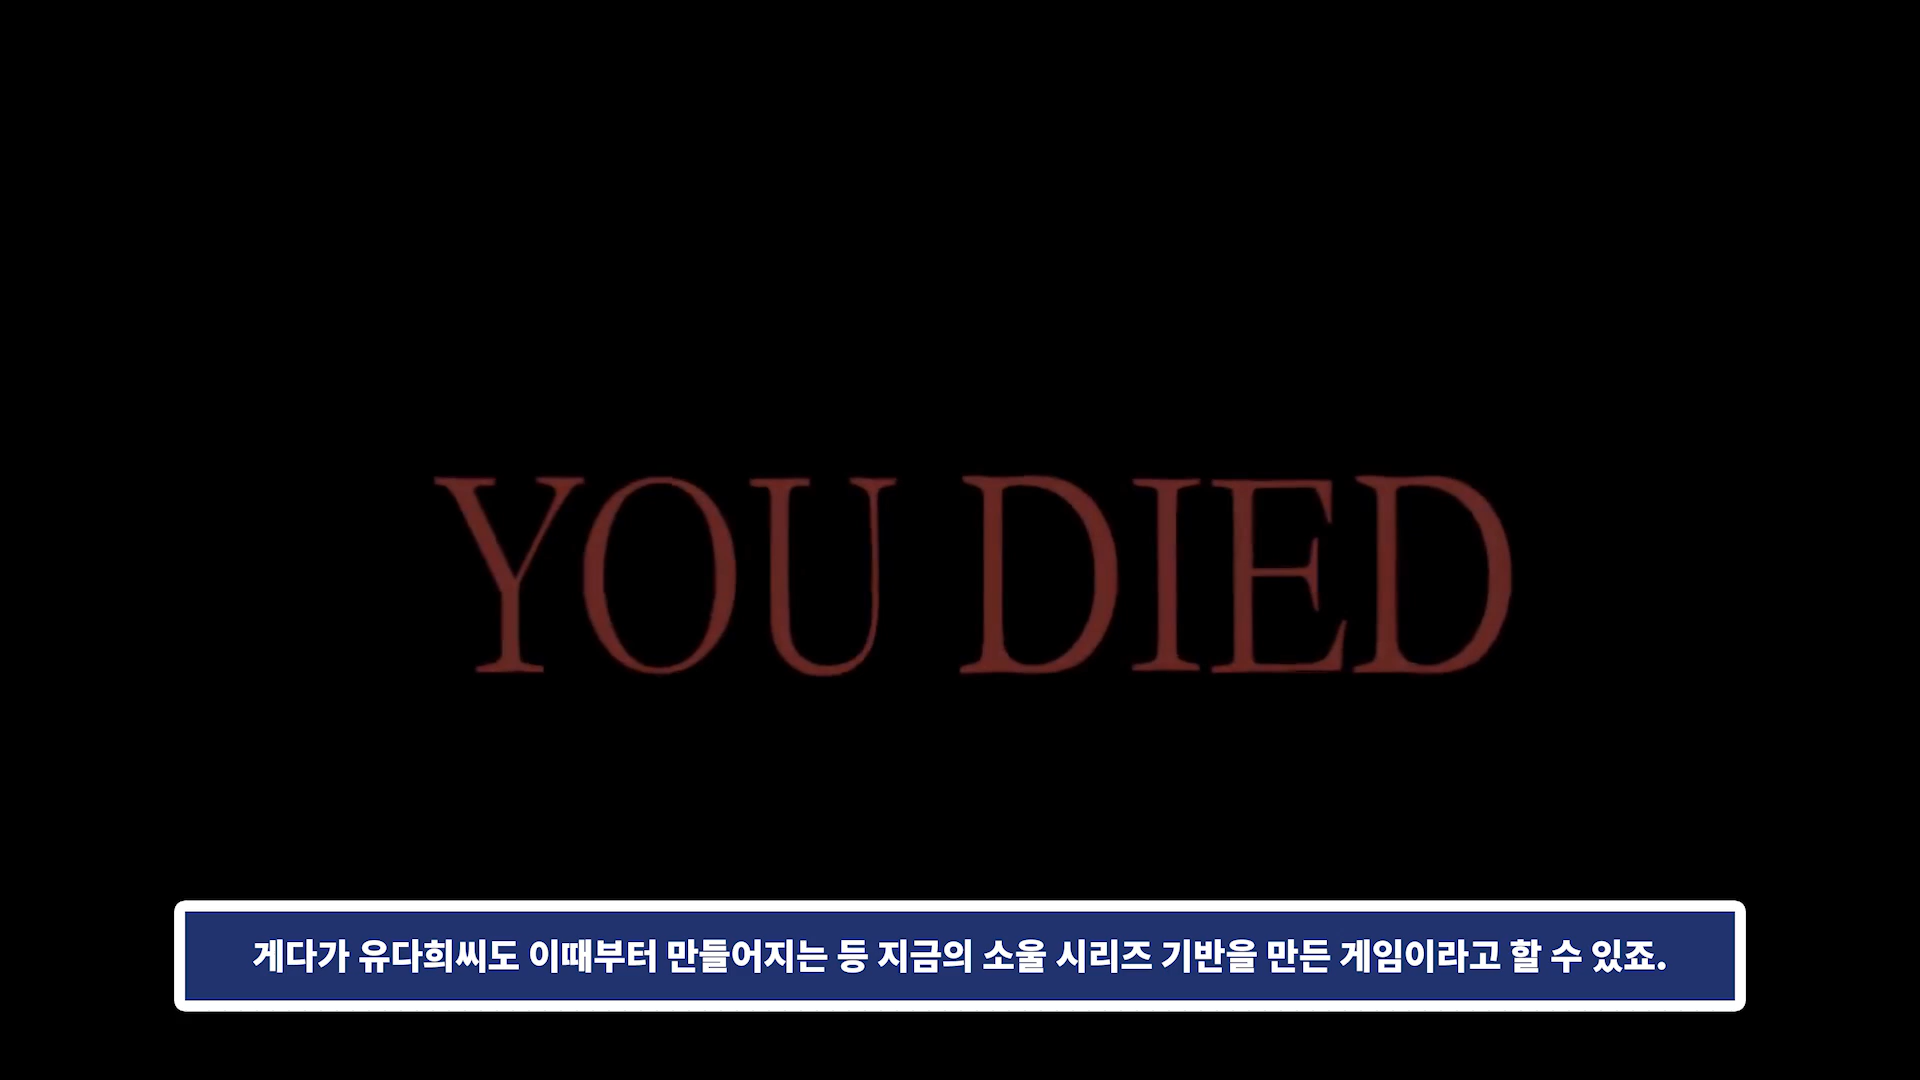 YOU DIED
게다가 유다희씨도 이때부터 만들어지는 등 지금의 소울 시리즈 기반을 만든 게임이라고 할 수 있죠.